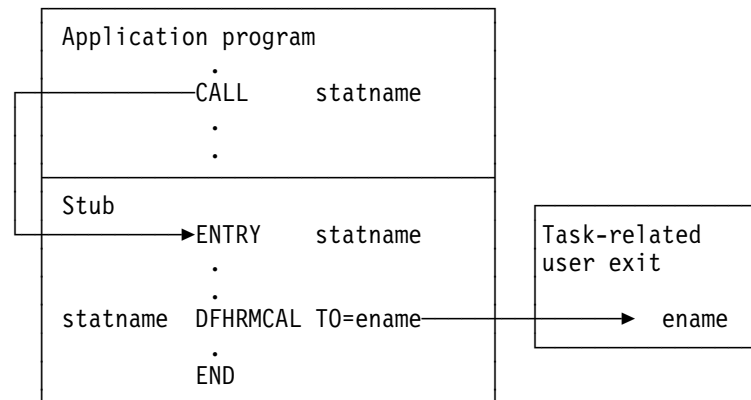 Application program
.
CALL statname
.
.
Stub
ENTRY statname
.
.
statname DFHRMCAL TO=ename
.
END
Task-related
user exit
ename